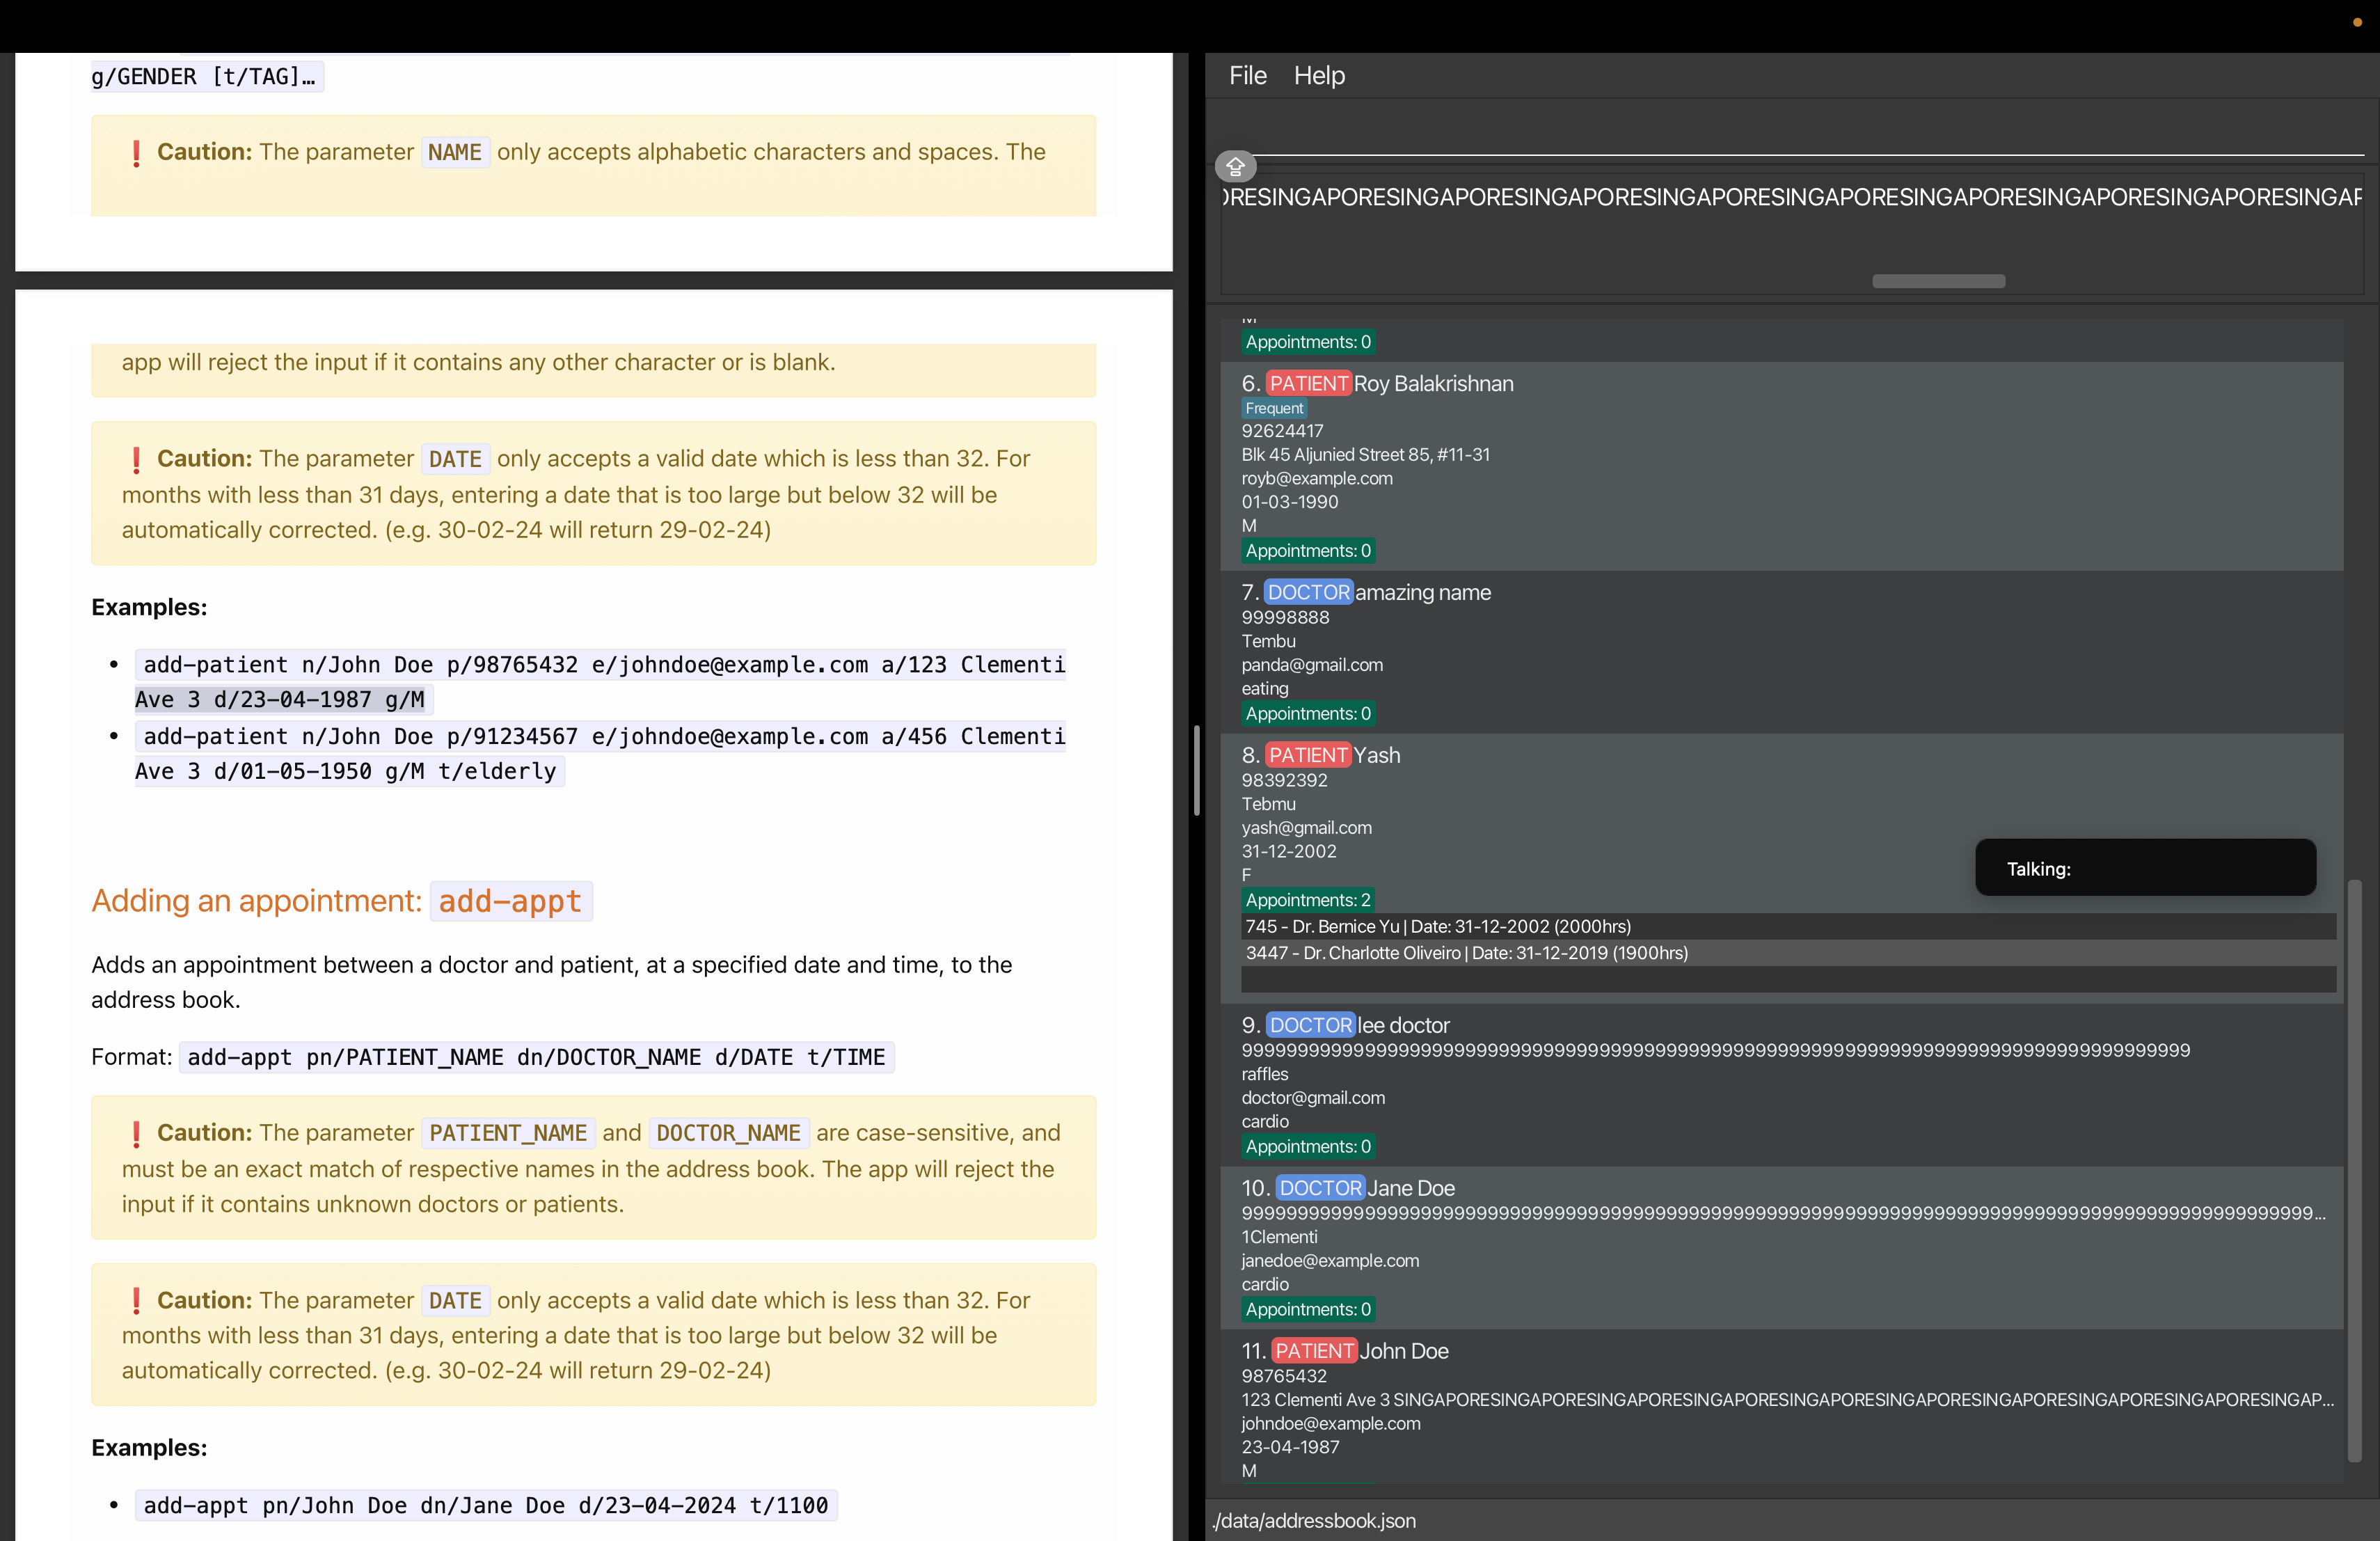 g/GENDER [t/TAG]…
❗ Caution: The parameter NAME only accepts alphabetic characters and spaces. The
app will reject the input if it contains any other character or is blank.
❗ Caution: The parameter DATE only accepts a valid date which is less than 32. For
months with less than 31 days, entering a date that is too large but below 32 will be
automatically corrected. (e.g. 30-02-24 will return 29-02-24)
Examples:
• add-patient n/John Doe p/98765432 e/johndoe@example.com a/123 Clementi
Ave 3 d/23-04-1987 g/M
• add-patient n/John Doe p/91234567 e/johndoe@example.com a/456 Clementi
Ave 3 d/01-05-1950 g/M t/elderly
Adding an appointment: add-appt
Adds an appointment between a doctor and patient, at a specified date and time, to the
address book.
Format: add-appt pn/PATIENT_NAME dn/DOCTOR_NAME d/DATE t/TIME
❗ Caution: The parameter PATIENT_NAME and DOCTOR_NAME are case-sensitive, and
must be an exact match of respective names in the address book. The app will reject the
input if it contains unknown doctors or patients.
❗ Caution: The parameter DATE only accepts a valid date which is less than 32. For
months with less than 31 days, entering a date that is too large but below 32 will be
automatically corrected. (e.g. 30-02-24 will return 29-02-24)
Examples:
• add-appt pn/John Doe dn/Jane Doe d/23-04-2024 t/1100
File Help
ORESINGAPORESINGAPORESINGAPORESINGAPORESINGAPORESINGAPORESINGAPORESINGAPORESINGAPORESINGAP
M
Appointments: 0
6. PATIENT Roy Balakrishnan
Frequent
92624417
Blk 45 Aljunied Street 85, #11-31
royb@example.com
01-03-1990
M
Appointments: 0
7. DOCTOR amazing name
99998888
Tembu
panda@gmail.com
eating
Appointments: 0
8. PATIENT Yash
98392392
Tebmu
yash@gmail.com
31-12-2002
F
Appointments: 2
745 - Dr. Bernice Yu | Date: 31-12-2002 (2000hrs)
3447 - Dr. Charlotte Oliveiro | Date: 31-12-2019 (1900hrs)
Talking:
9. DOCTOR lee doctor
raffles
doctor@gmail.com
cardio
Appointments: 0
10. DOCTOR Jane Doe
1Clementi
janedoe@example.com
cardio
Appointments: 0
11. PATIENT John Doe
98765432
123 Clementi Ave 3 SINGAPORESINGAPORESINGAPORESINGAPORESINGAPORESINGAPORESINGAPORESINGAPORESINGAPORESINGAP...
johndoe@example.com
23-04-1987
M
./data/addressbook.json